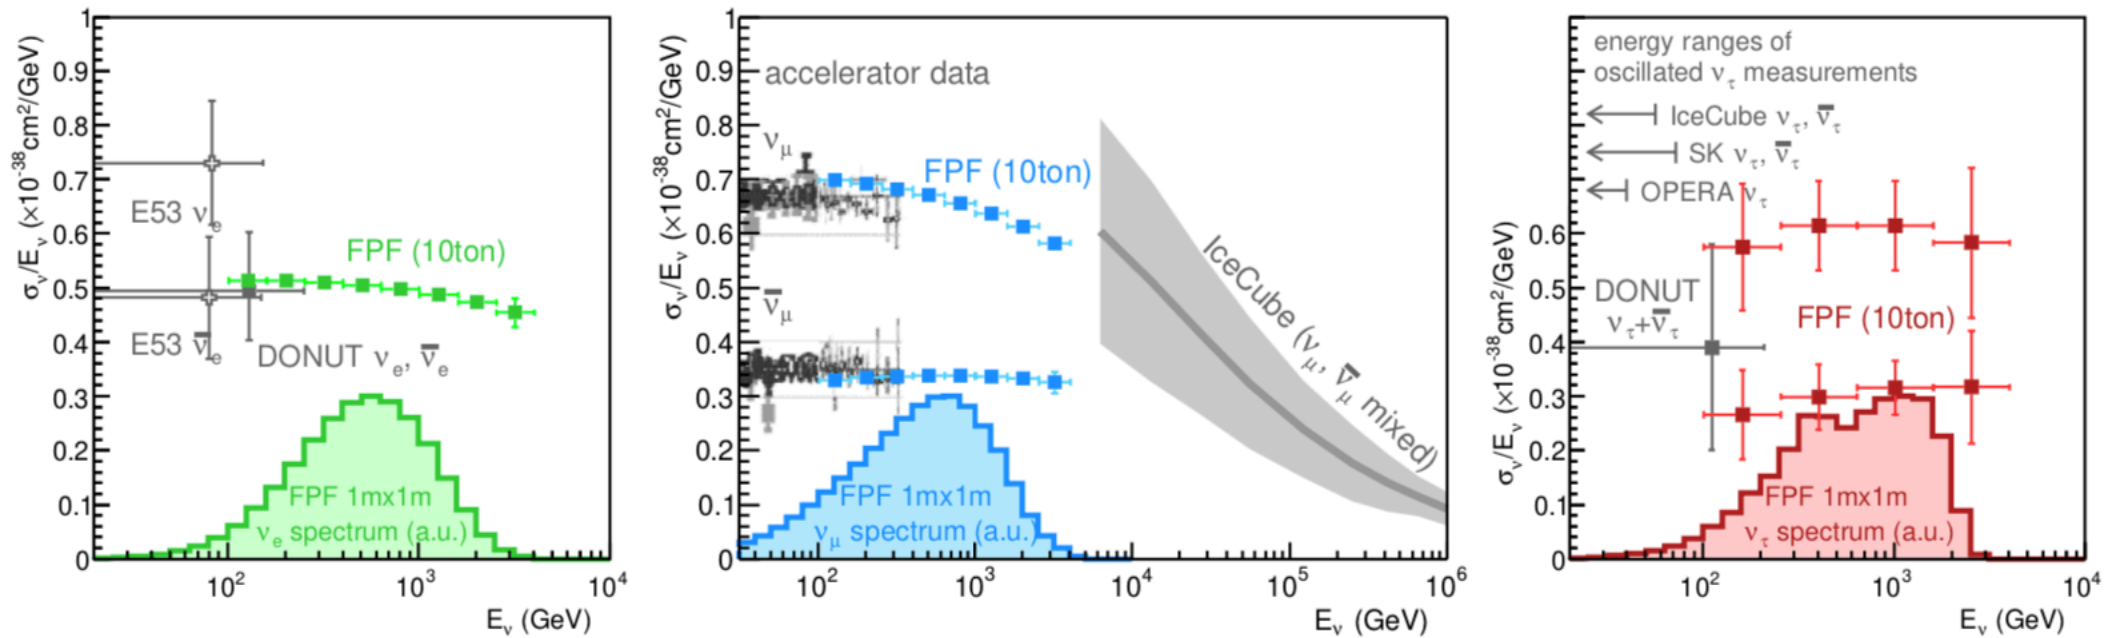 σν/Eν (×10⁻³⁸cm²/GeV)
1
0.9
0.8
0.7
0.6
0.5
0.4
0.3
0.2
0.1
0
E53 νe
FPF (10ton)
E53 ν̅e
DONUT νe, ν̅e
FPF 1mx1m
νe spectrum (a.u.)
10²
10³
10⁴
Eν (GeV)
σν/Eν (×10⁻³⁸cm²/GeV)
1
0.9
0.8
0.7
0.6
0.5
0.4
0.3
0.2
0.1
0
accelerator data
νμ
FPF (10ton)
ν̅μ
IceCube (νμ, ν̅μ mixed)
FPF 1mx1m
νμ spectrum (a.u.)
10²
10³
10⁴
10⁵
10⁶
Eν (GeV)
σν/Eν (×10⁻³⁸cm²/GeV)
0.6
0.5
0.4
0.3
0.2
0.1
0
energy ranges of
oscillated ντ measurements
IceCube ντ, ν̅τ
SK ντ, ν̅τ
OPERA ντ
DONUT
ντ+ν̅τ
FPF (10ton)
FPF 1mx1m
ντ spectrum (a.u.)
10²
10³
10⁴
Eν (GeV)